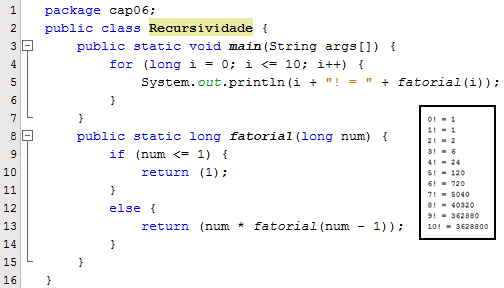 1 package cap06;
2 public class Recursividade {
3 public static void main(String args[]) {
4 for (long i = 0; i <= 10; i++) {
5 System.out.println(i + "! = " + fatorial(i));
6 }
7 }
8 public static long fatorial(long num) {
9 if (num <= 1) {
10 return (1);
11 }
12 else {
13 return (num * fatorial(num - 1));
14 }
15 }
16 }
0! = 1
1! = 1
2! = 2
3! = 6
4! = 24
5! = 120
6! = 720
7! = 5040
8! = 40320
9! = 362880
10! = 3628800